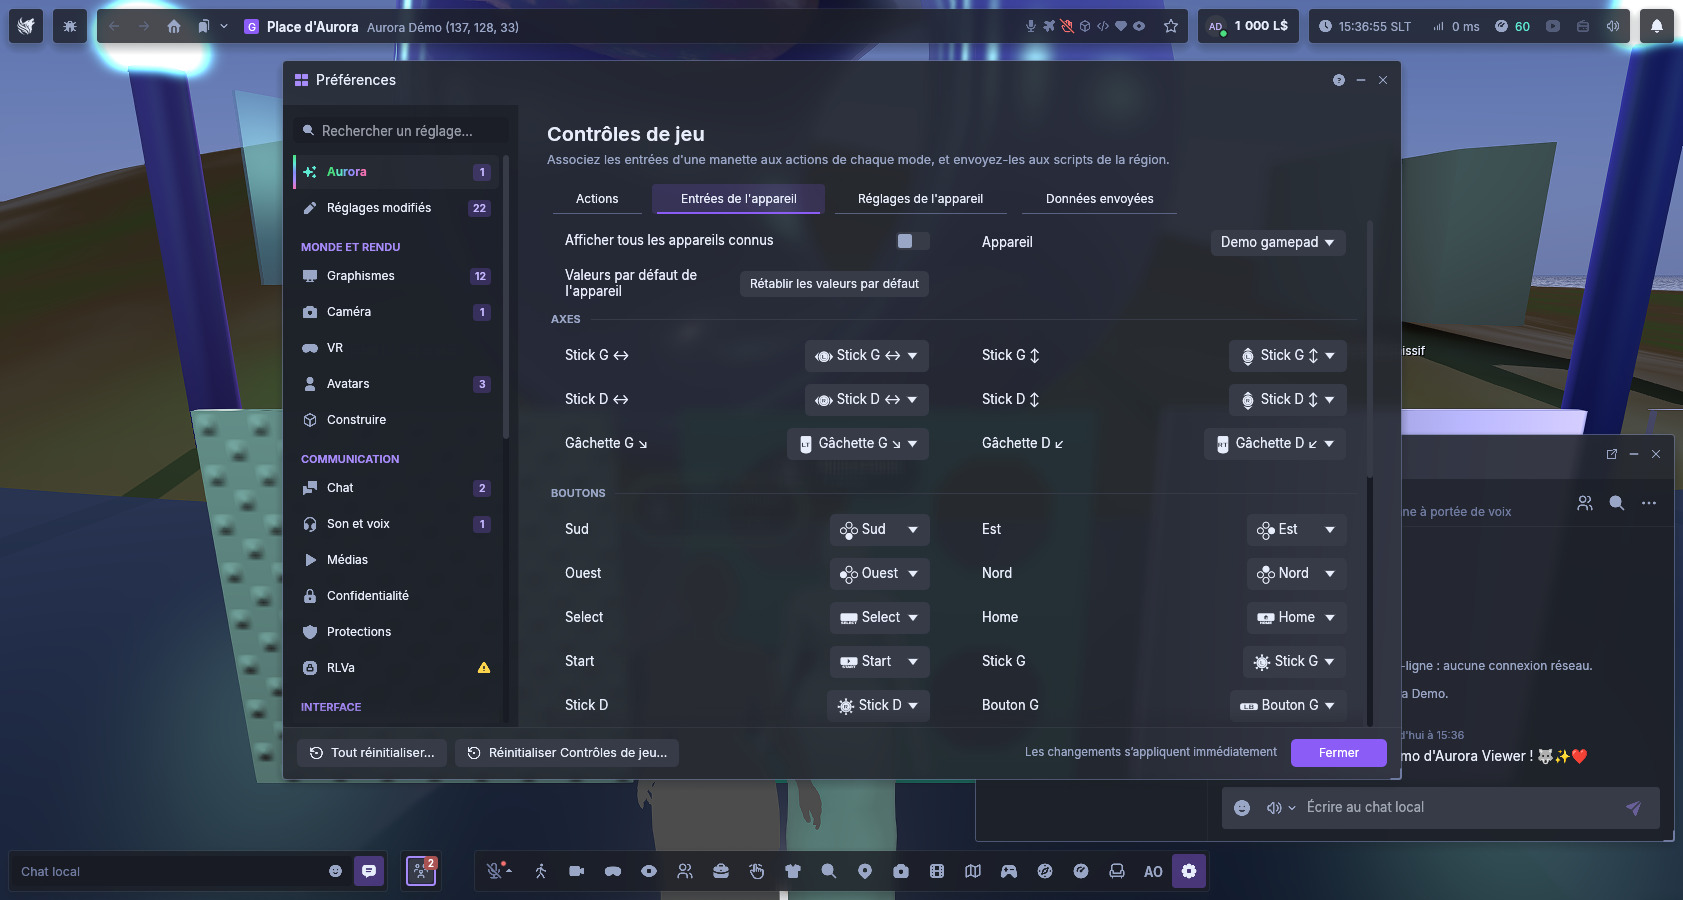 G Place d'Aurora Aurora Démo (137, 128, 33)
AD 1 000 L$
15:36:55 SLT 0 ms 60
Préférences
Rechercher un réglage...
Aurora 1
Réglages modifiés 22
MONDE ET RENDU
Graphismes 12
Caméra 1
VR
Avatars 3
Construire
COMMUNICATION
Chat 2
Son et voix 1
Médias
Confidentialité
Protections
RLVa
INTERFACE
Contrôles de jeu
Associez les entrées d'une manette aux actions de chaque mode, et envoyez-les aux scripts de la région.
Actions Entrées de l'appareil Réglages de l'appareil Données envoyées
Afficher tous les appareils connus
Appareil Demo gamepad
Valeurs par défaut de
l'appareil
Rétablir les valeurs par défaut
AXES
Stick G ↔ Stick G ↔ Stick G ↕ Stick G ↕
Stick D ↔ Stick D ↔ Stick D ↕ Stick D ↕
Gâchette G ↘ LT Gâchette G ↘ Gâchette D ↙ RT Gâchette D ↙
BOUTONS
Sud Sud Est Est
Ouest Ouest Nord Nord
Select SELECT Select Home HOME Home
Start START Start Stick G Stick G
Stick D Stick D Bouton G LB Bouton G
Tout réinitialiser...
Réinitialiser Contrôles de jeu...
Les changements s’appliquent immédiatement
Fermer
issif
ne à portée de voix
-ligne : aucune connexion réseau.
a Demo.
d'hui à 15:36
mo d'Aurora Viewer ! 🐺✨❤️
Écrire au chat local
Chat local
2
AO